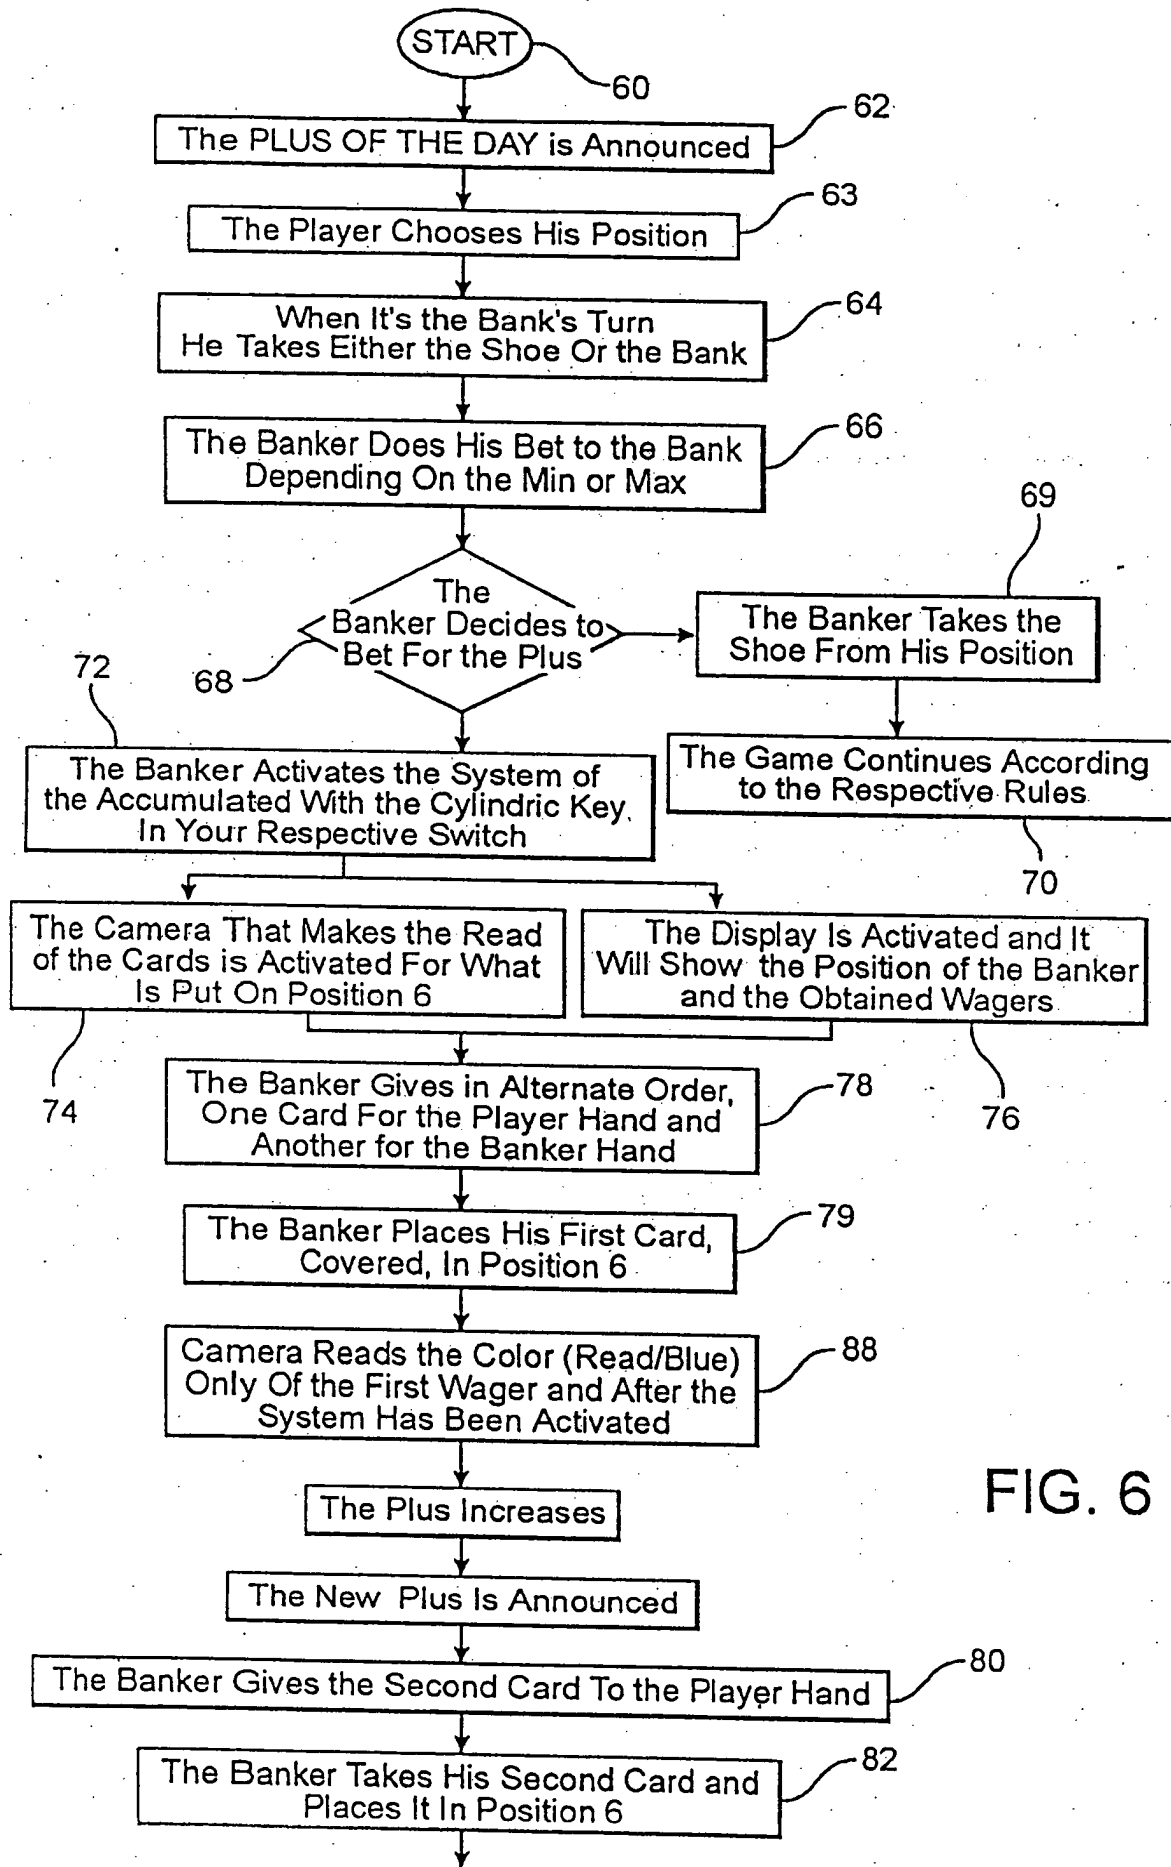 START
60
The PLUS OF THE DAY is Announced
62
The Player Chooses His Position
63
When It's the Bank's Turn
He Takes Either the Shoe Or the Bank
64
The Banker Does His Bet to the Bank
Depending On the Min or Max
66
The
Banker Decides to
Bet For the Plus
68
69
The Banker Takes the
Shoe From His Position
The Game Continues According
to the Respective Rules
70
72
The Banker Activates the System of
the Accumulated With the Cylindric Key,
In Your Respective Switch
The Camera That Makes the Read
of the Cards is Activated For What
Is Put On Position 6
74
The Display Is Activated and It
Will Show the Position of the Banker
and the Obtained Wagers
76
The Banker Gives in Alternate Order,
One Card For the Player Hand and
Another for the Banker Hand
78
The Banker Places His First Card,
Covered, In Position 6
79
Camera Reads the Color (Read/Blue)
Only Of the First Wager and After the
System Has Been Activated
88
The Plus Increases
The New Plus Is Announced
The Banker Gives the Second Card To the Player Hand
80
The Banker Takes His Second Card and
Places It In Position 6
82
FIG. 6